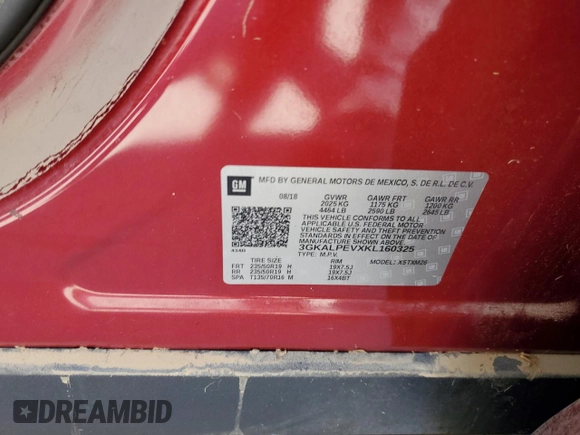 GM
MFD BY GENERAL MOTORS DE MEXICO, S. DE R.L. DE C.V.
08/18 GVWR GAWR FRT GAWR RR
2025 KG 1175 KG 1200 KG
4464 LB 2590 LB 2645 LB
THIS VEHICLE CONFORMS TO ALL
APPLICABLE U.S. FEDERAL MOTOR
VEHICLE SAFETY AND THEFT PREVENTION
STANDARDS IN EFFECT ON THE DATE OF
MANUFACTURE SHOWN ABOVE.
3GKALPEVXKL160325
TYPE: M.P.V. MODEL: XSTXM26
TIRE SIZE RIM
FRT 235/50R19 H 19X7.5J
RR 235/50R19 H 19X7.5J
SPA T135/70R16 M 16X4BT
DREAMBID